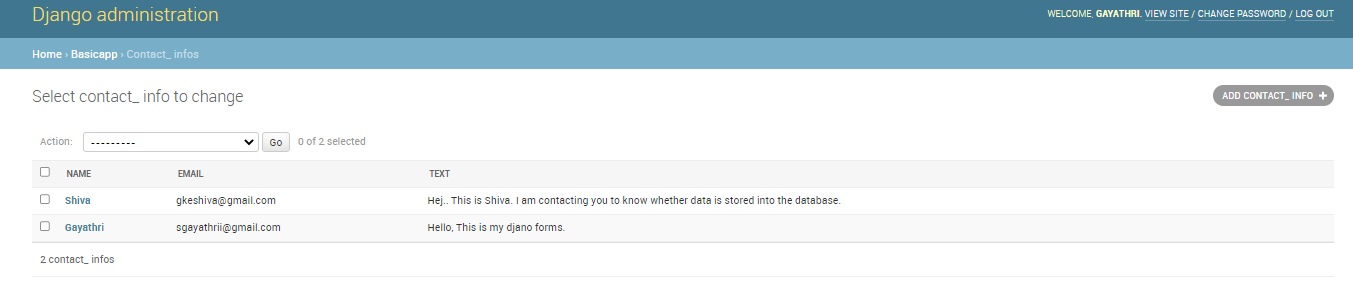 Django administration
WELCOME, GAYATHRI. VIEW SITE / CHANGE PASSWORD / LOG OUT
Home › Basicapp › Contact_ infos
Select contact_ info to change
ADD CONTACT_ INFO +
Action: --------- Go 0 of 2 selected
NAME EMAIL TEXT
Shiva gkeshiva@gmail.com Hej.. This is Shiva. I am contacting you to know whether data is stored into the database.
Gayathri sgayathrii@gmail.com Hello, This is my djano forms.
2 contact_ infos